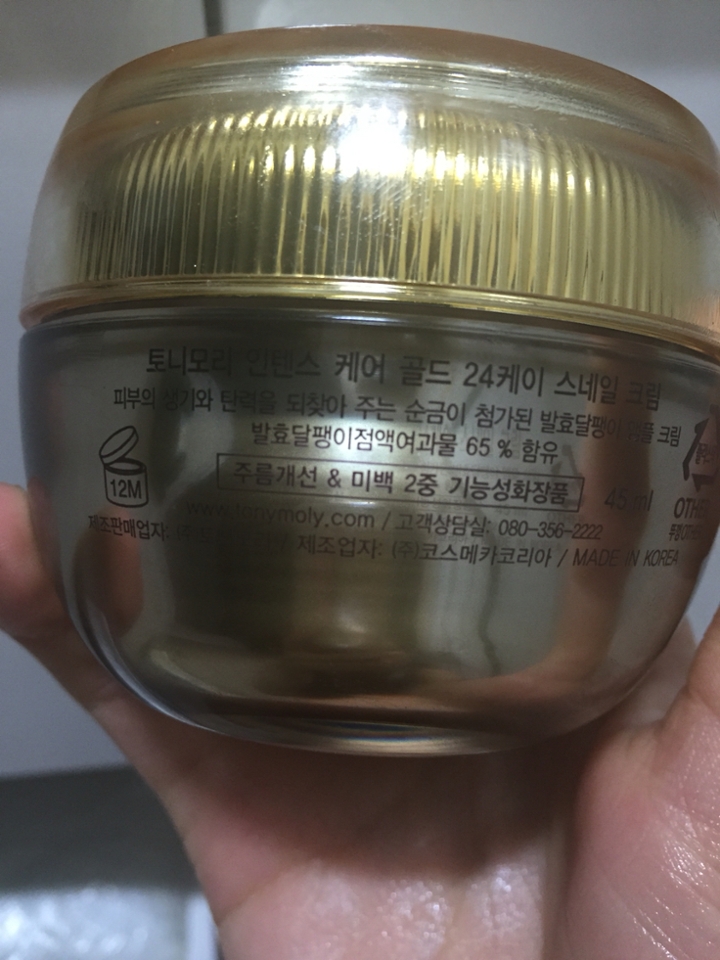 토니모리 인텐스 케어 골드 24케이 스네일 크림
피부의 생기와 탄력을 되찾아 주는 순금이 첨가된 발효달팽이 앰플 크림
발효달팽이점액여과물 65 % 함유
12M
주름개선 & 미백 2중 기능성화장품
45 ml
www.tonymoly.com / 고객상담실: 080-356-2222
제조판매업자: 제조업자: (주)코스메카코리아 / MADE IN KOREA
OTHE